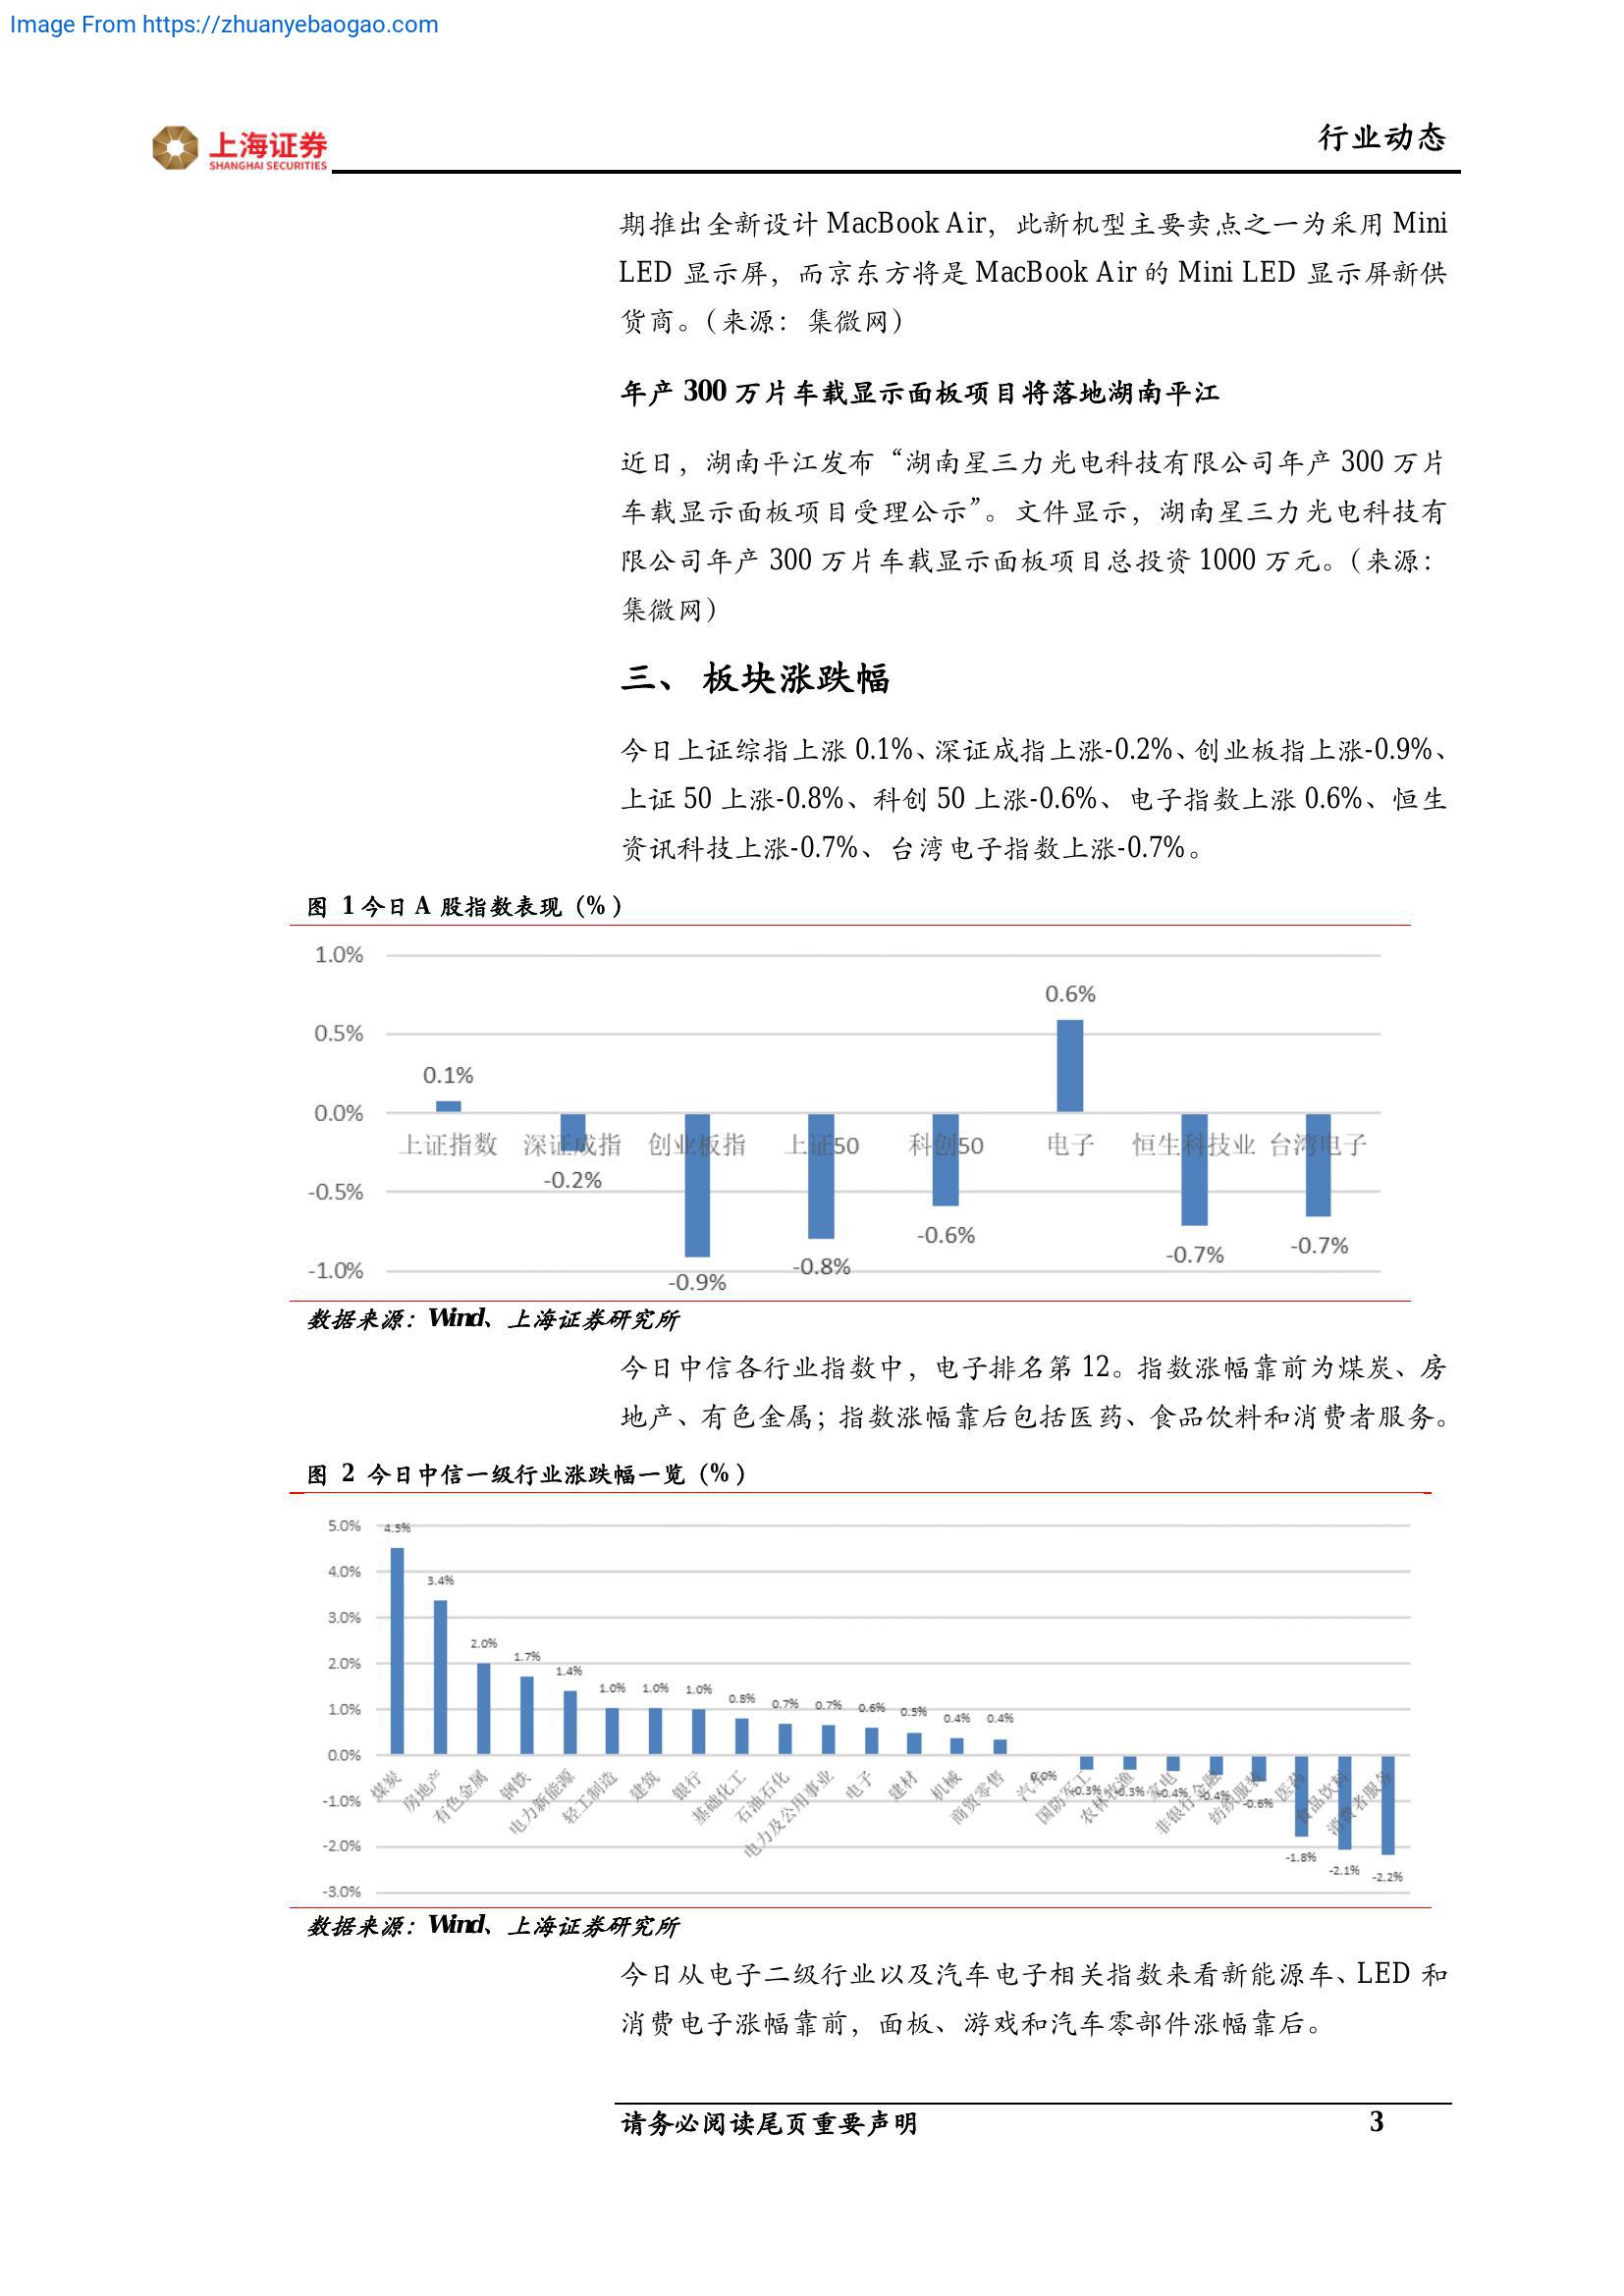 Image From https://zhuanyebaogao.com
上海证券
SHANGHAI SECURITIES
行业动态
期推出全新设计 MacBook Air，此新机型主要卖点之一为采用 Mini
LED 显示屏，而京东方将是 MacBook Air 的 Mini LED 显示屏新供
货商。（来源： 集微网）
年产 300 万片车载显示面板项目将落地湖南平江
近日，湖南平江发布“湖南星三力光电科技有限公司年产 300 万片
车载显示面板项目受理公示”。文件显示，湖南星三力光电科技有
限公司年产 300 万片车载显示面板项目总投资 1000 万元。（来源：
集微网）
三、 板块涨跌幅
今日上证综指上涨 0.1%、深证成指上涨-0.2%、创业板指上涨-0.9%、
上证 50 上涨-0.8%、科创 50 上涨-0.6%、电子指数上涨 0.6%、恒生
资讯科技上涨-0.7%、台湾电子指数上涨-0.7%。
图 1 今日 A 股指数表现（%）
1.0%
0.6%
0.5%
0.1%
0.0%
上证指数 深证成指 创业板指 上证50 科创50 电子 恒生科技业 台湾电子
-0.2%
-0.5%
-0.6%
-0.7%
-0.7%
-0.8%
-1.0%
-0.9%
数据来源：Wind、上海证券研究所
今日中信各行业指数中，电子排名第 12。指数涨幅靠前为煤炭、房
地产、有色金属；指数涨幅靠后包括医药、食品饮料和消费者服务。
图 2 今日中信一级行业涨跌幅一览（%）
5.0%
4.0%
3.0%
2.0%
1.0%
0.0%
-1.0%
-2.0%
-3.0%
4.5% 3.4% 2.0% 1.7% 1.4% 1.0% 1.0% 1.0% 0.8% 0.7% 0.7% 0.6% 0.5% 0.4% 0.4% 0.0% -0.3% -0.3% -0.4% -0.4% -0.6% -1.8% -2.1% -2.2%
煤炭 房地产 有色金属 钢铁 电力新能源 轻工制造 建筑 银行 基础化工 石油石化 电力及公用事业 电子 建材 机械 商贸零售 汽车 国防军工 农林牧渔 家电 非银行金融 纺织服装 医药 食品饮料 消费者服务
数据来源：Wind、上海证券研究所
今日从电子二级行业以及汽车电子相关指数来看新能源车、LED 和
消费电子涨幅靠前，面板、游戏和汽车零部件涨幅靠后。
请务必阅读尾页重要声明
3